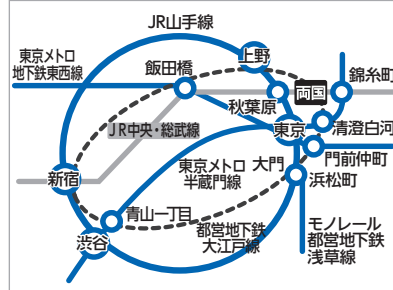 JR山手線
東京メトロ
地下鉄東西線
飯田橋
上野
両国
錦糸町
秋葉原
東京
清澄白河
JR中央・総武線
門前仲町
東京メトロ
半蔵門線
大門
浜松町
新宿
青山一丁目
都営地下鉄
大江戸線
モノレール
都営地下鉄
浅草線
渋谷